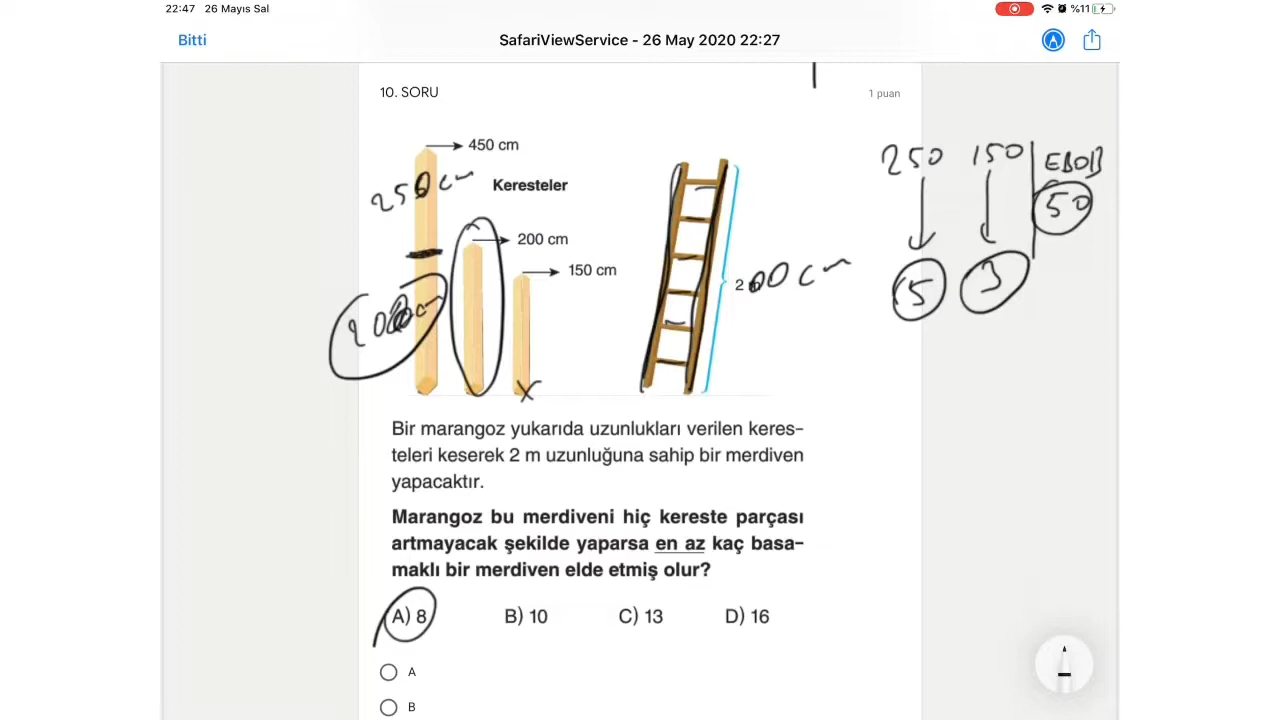 22:47 26 Mayıs Sal
%11
Bitti
SafariViewService - 26 May 2020 22:27
10. SORU
1 puan
450 cm
250cm
Keresteler
200 cm
150 cm
200cm
x
200cm
250 150 EBOB
50
5 3
Bir marangoz yukarıda uzunlukları verilen keres-
teleri keserek 2 m uzunluğuna sahip bir merdiven
yapacaktır.
Marangoz bu merdiveni hiç kereste parçası
artmayacak şekilde yaparsa en az kaç basa-
maklı bir merdiven elde etmiş olur?
A) 8 B) 10 C) 13 D) 16
A
B